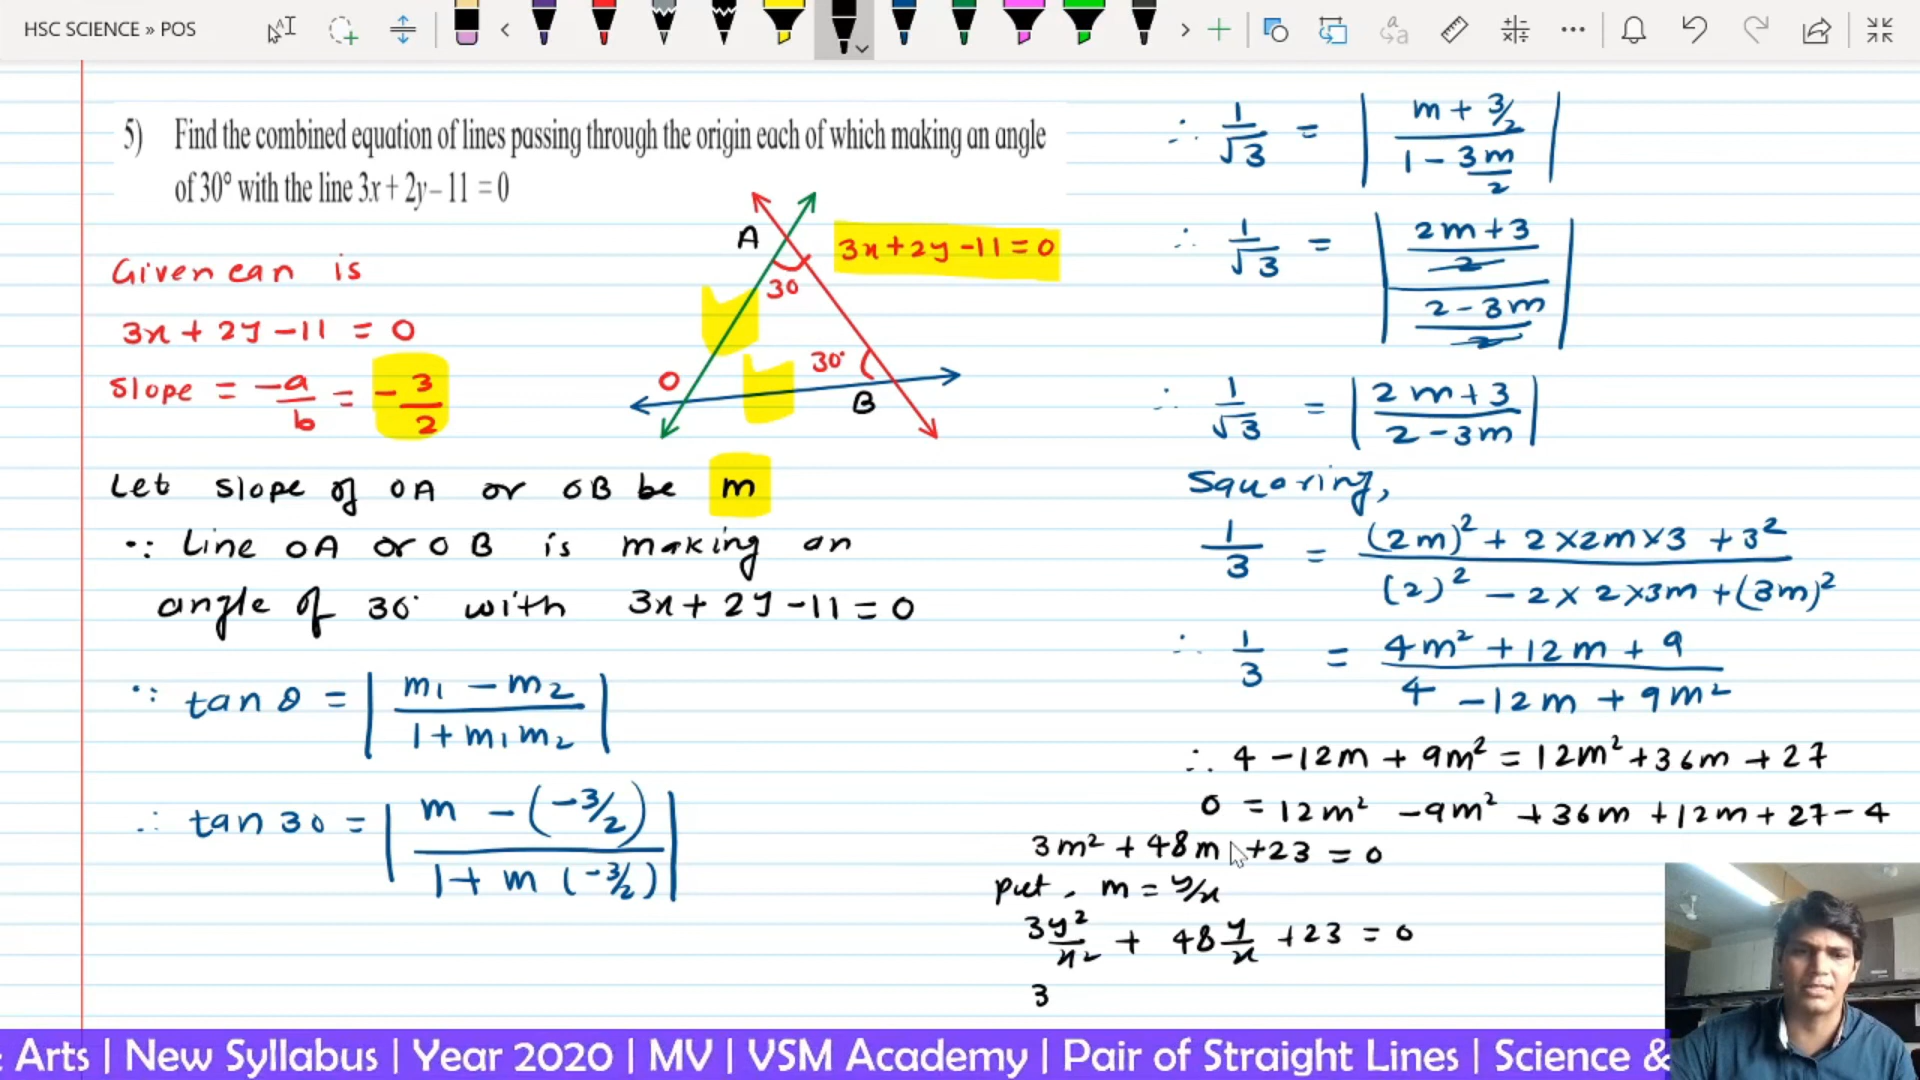 HSC SCIENCE » POS
5) Find the combined equation of lines passing through the origin each of which making an angle
of 30° with the line 3x + 2y – 11 = 0
Given eqn is
3x + 2y - 11 = 0
Slope = -a/b = -3/2
A
3x + 2y - 11 = 0
30
30°
O
B
Let slope of OA or OB be m
∵ Line OA or OB is making an
angle of 30° with 3x + 2y - 11 = 0
∵ tan θ = | (m₁ - m₂) / (1 + m₁m₂) |
∴ tan 30 = | (m - (-3/2)) / (1 + m (-3/2)) |
∴ 1/√3 = | (m + 3/2) / (1 - 3m/2) |
∴ 1/√3 = | ((2m + 3)/2) / ((2 - 3m)/2) |
∴ 1/√3 = | (2m + 3) / (2 - 3m) |
Squaring,
1/3 = ((2m)² + 2×2m×3 + 3²) / ((2)² - 2×2×3m + (3m)²)
∴ 1/3 = (4m² + 12m + 9) / (4 - 12m + 9m²)
∴ 4 - 12m + 9m² = 12m² + 36m + 27
0 = 12m² - 9m² + 36m + 12m + 27 - 4
3m² + 48m + 23 = 0
put, m = y/x
3y²/x² + 48 y/x + 23 = 0
3
Arts | New Syllabus | Year 2020 | MV | VSM Academy | Pair of Straight Lines | Science &